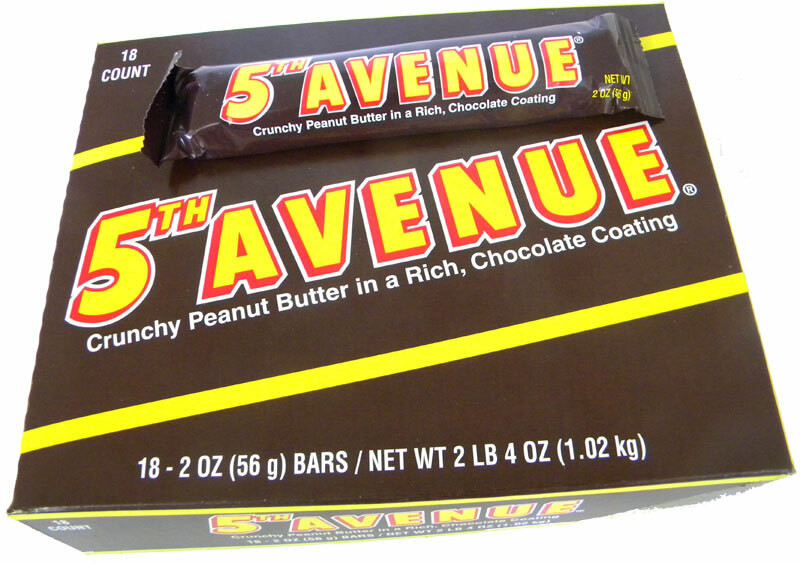 18
COUNT
5TH AVENUE®
NET WT
2 OZ (56 g)
Crunchy Peanut Butter in a Rich, Chocolate Coating
5TH AVENUE®
Crunchy Peanut Butter in a Rich, Chocolate Coating
18 - 2 OZ (56 g) BARS / NET WT 2 LB 4 OZ (1.02 kg)
18
COUNT
5TH AVENUE
Crunchy Peanut Butter in a Rich, Chocolate Coating
18 - 2 OZ (56 g) BARS / NET WT 2 LB 4 OZ (1.02 kg)